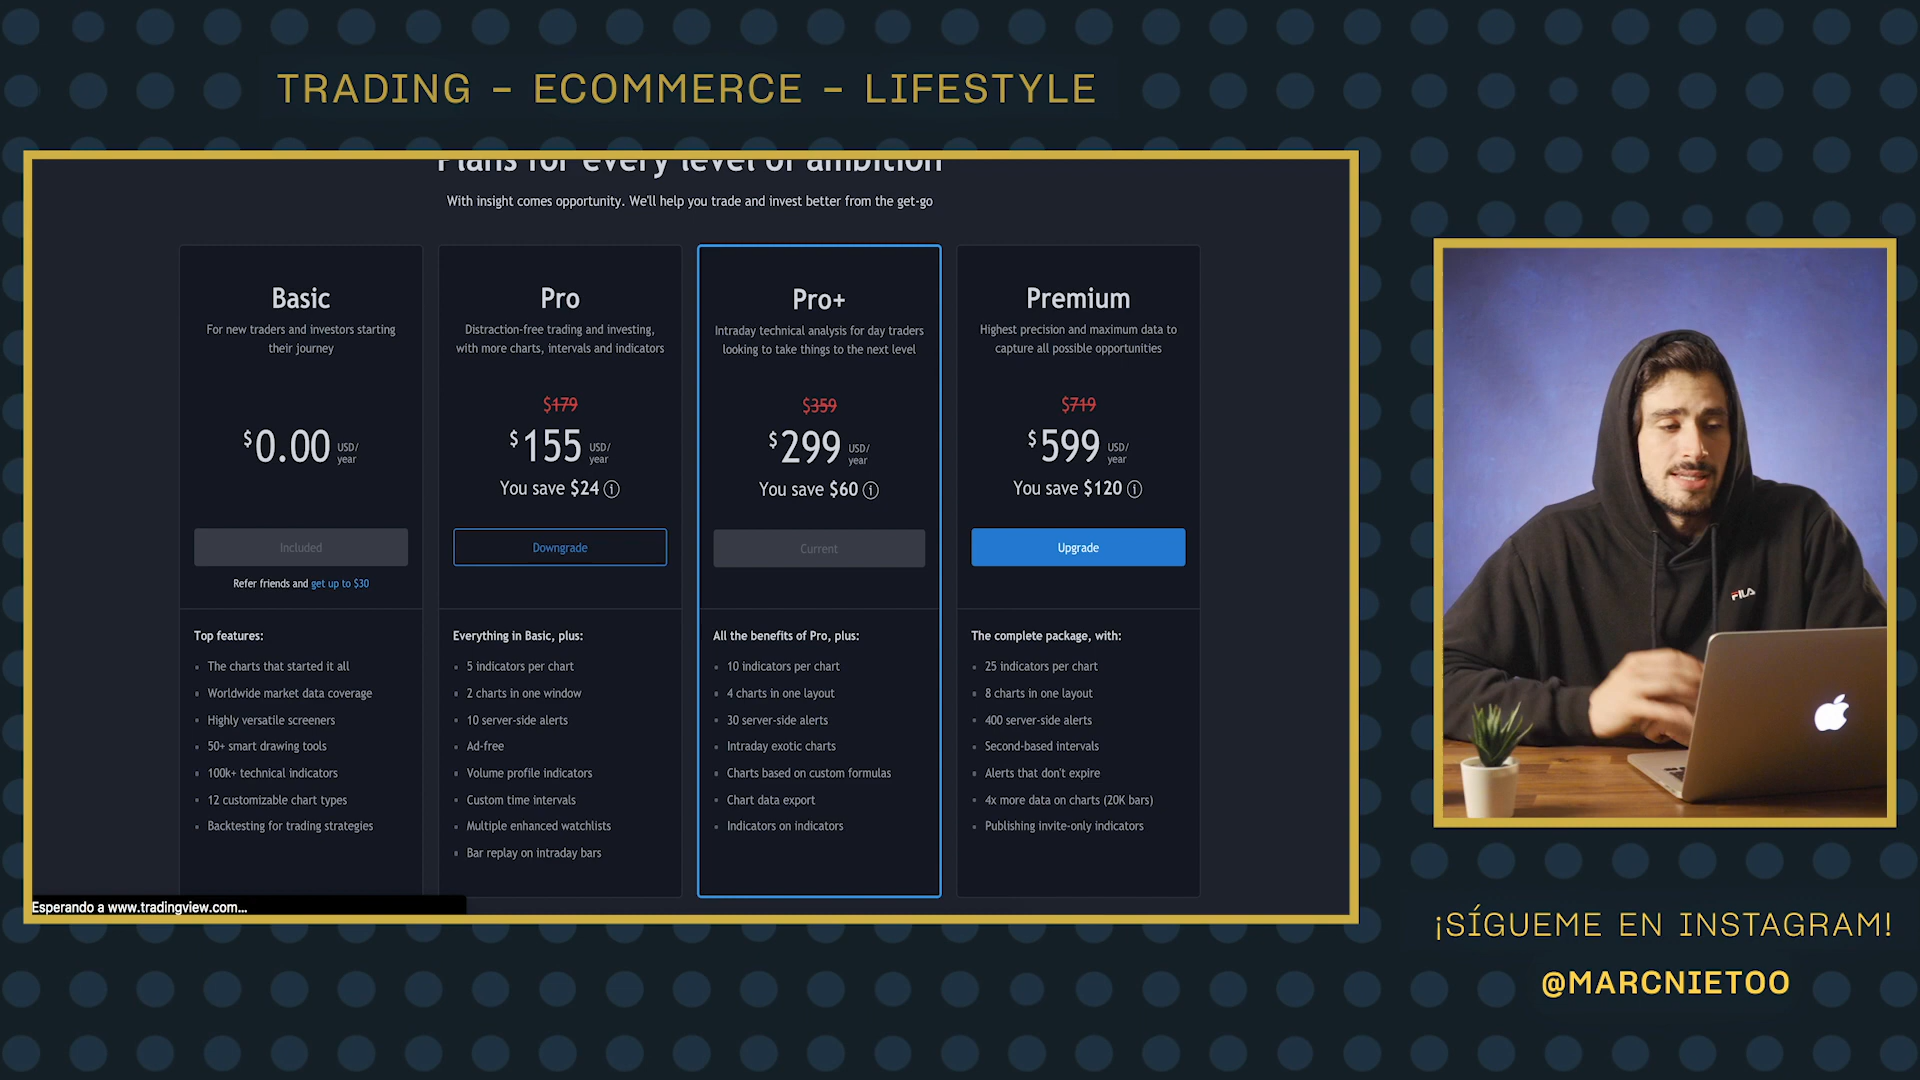 TRADING - ECOMMERCE - LIFESTYLE
Plans for every level of ambition
With insight comes opportunity. We'll help you trade and invest better from the get-go
Basic
For new traders and investors starting
their journey
$0.00 USD/
year
Included
Refer friends and get up to $30
Top features:
The charts that started it all
Worldwide market data coverage
Highly versatile screeners
50+ smart drawing tools
100k+ technical indicators
12 customizable chart types
Backtesting for trading strategies
Pro
Distraction-free trading and investing,
with more charts, intervals and indicators
$179
$155 USD/
year
You save $24
Downgrade
Everything in Basic, plus:
5 indicators per chart
2 charts in one window
10 server-side alerts
Ad-free
Volume profile indicators
Custom time intervals
Multiple enhanced watchlists
Bar replay on intraday bars
Pro+
Intraday technical analysis for day traders
looking to take things to the next level
$359
$299 USD/
year
You save $60
Current
All the benefits of Pro, plus:
10 indicators per chart
4 charts in one layout
30 server-side alerts
Intraday exotic charts
Charts based on custom formulas
Chart data export
Indicators on indicators
Premium
Highest precision and maximum data to
capture all possible opportunities
$719
$599 USD/
year
You save $120
Upgrade
The complete package, with:
25 indicators per chart
8 charts in one layout
400 server-side alerts
Second-based intervals
Alerts that don't expire
4x more data on charts (20K bars)
Publishing invite-only indicators
Esperando a www.tradingview.com...
FILA
¡SÍGUEME EN INSTAGRAM!
@MARCNIETOO